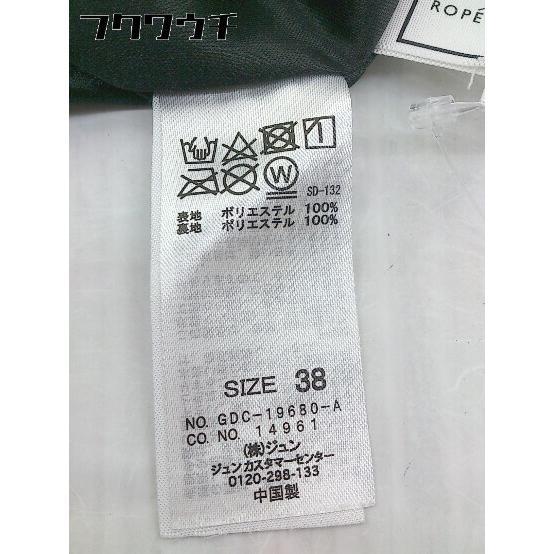 フクワウチ
ROPÉ
W
SD-132
表地 ポリエステル 100%
裏地 ポリエステル 100%
SIZE 38
NO. GDC-19680-A
CO. NO. 14961
(株)ジュン
ジュンカスタマーセンター
0120-298-133
中国製